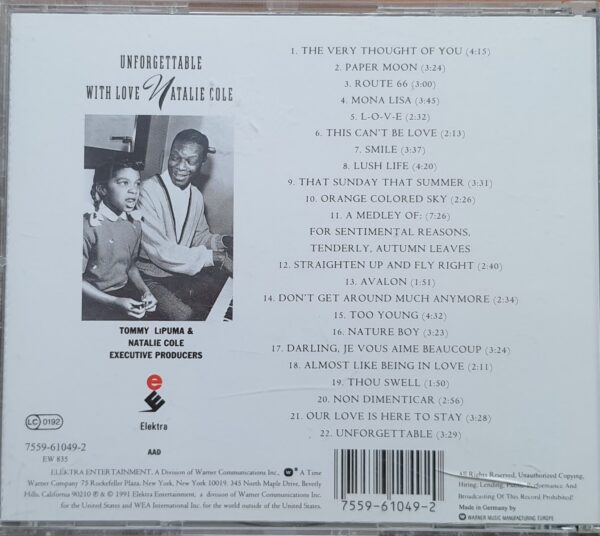 UNFORGETTABLE
WITH LOVE NATALIE COLE
1. THE VERY THOUGHT OF YOU (4:15)
2. PAPER MOON (3:24)
3. ROUTE 66 (3:00)
4. MONA LISA (3:45)
5. L-O-V-E (2:32)
6. THIS CAN'T BE LOVE (2:13)
7. SMILE (3:37)
8. LUSH LIFE (4:20)
9. THAT SUNDAY THAT SUMMER (3:31)
10. ORANGE COLORED SKY (2:26)
11. A MEDLEY OF: (7:26)
FOR SENTIMENTAL REASONS,
TENDERLY, AUTUMN LEAVES
12. STRAIGHTEN UP AND FLY RIGHT (2:40)
13. AVALON (1:51)
14. DON'T GET AROUND MUCH ANYMORE (2:34)
15. TOO YOUNG (4:32)
16. NATURE BOY (3:23)
17. DARLING, JE VOUS AIME BEAUCOUP (3:24)
18. ALMOST LIKE BEING IN LOVE (2:11)
19. THOU SWELL (1:50)
20. NON DIMENTICAR (2:56)
21. OUR LOVE IS HERE TO STAY (3:28)
22. UNFORGETTABLE (3:29)
TOMMY LiPUMA &
NATALIE COLE
EXECUTIVE PRODUCERS
Elektra
AAD
LC 0192
7559-61049-2
EW 835
ELEKTRA ENTERTAINMENT, A Division of Warner Communications Inc., A Time
Warner Company 75 Rockefeller Plaza, New York, New York 10019. 345 North Maple Drive, Beverly
Hills, California 90210 ℗ & © 1991 Elektra Entertainment, a division of Warner Communications Inc.
for the United States and WEA International Inc. for the world outside of the United States.
7559-61049-2
All Rights Reserved. Unauthorized Copying,
Hiring, Lending, Public Performance And
Broadcasting Of This Record Prohibited!
Made in Germany by
WARNER MUSIC MANUFACTURING EUROPE